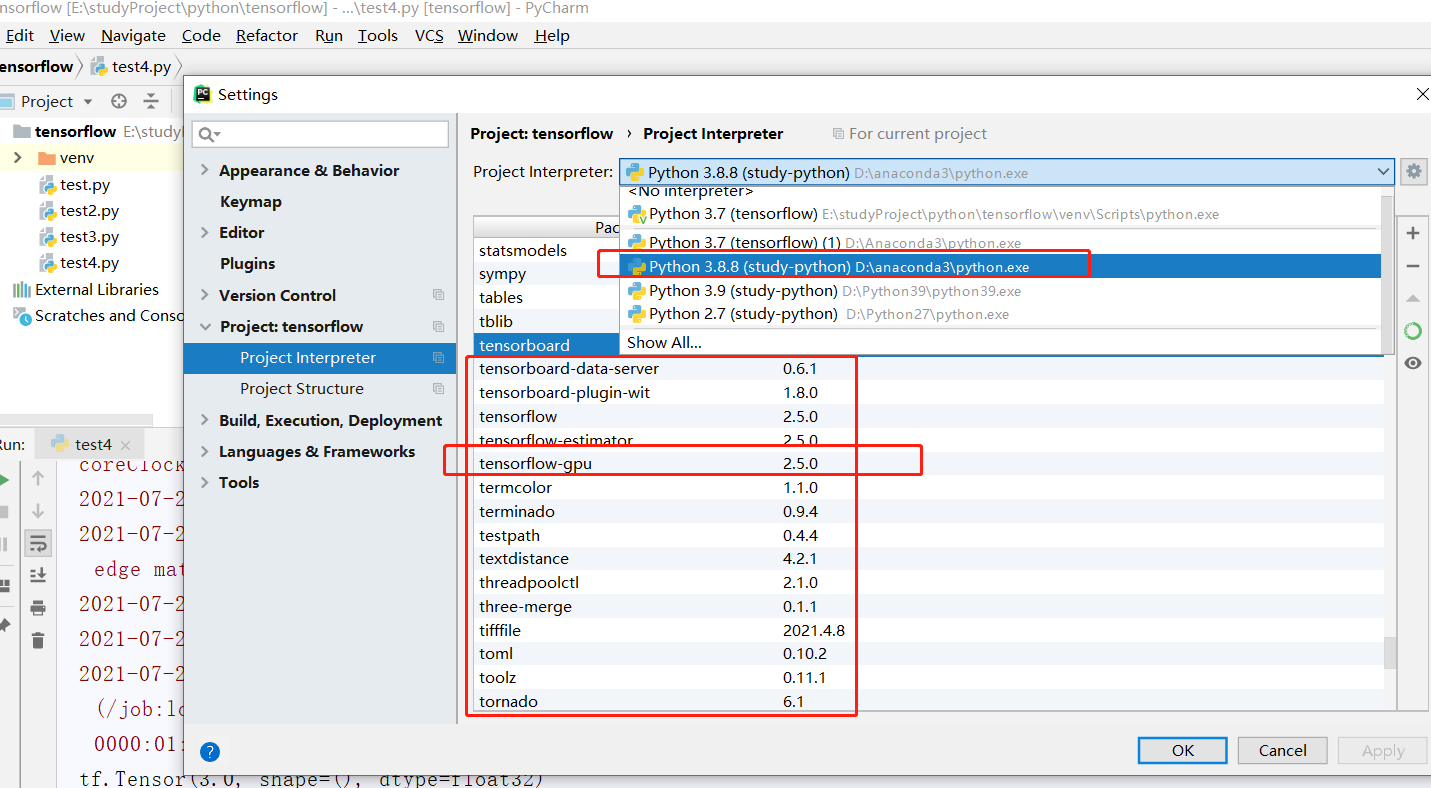 nsorflow [E:\studyProject\python\tensorflow] - ...\test4.py [tensorflow] - PyCharm
Edit View Navigate Code Refactor Run Tools VCS Window Help
ensorflow test4.py
Project
tensorflow E:\study
venv
test.py
test2.py
test3.py
test4.py
External Libraries
Scratches and Conso
PC Settings
Appearance & Behavior
Keymap
Editor
Plugins
Version Control
Project: tensorflow
Project Interpreter
Project Structure
Build, Execution, Deployment
Languages & Frameworks
Tools
Project: tensorflow › Project Interpreter For current project
Project Interpreter: Python 3.8.8 (study-python) D:\anaconda3\python.exe
<No interpreter>
Python 3.7 (tensorflow) E:\studyProject\python\tensorflow\venv\Scripts\python.exe
Python 3.7 (tensorflow) (1) D:\Anaconda3\python.exe
Python 3.8.8 (study-python) D:\anaconda3\python.exe
Python 3.9 (study-python) D:\Python39\python39.exe
Python 2.7 (study-python) D:\Python27\python.exe
Show All...
Pac
statsmodels
sympy
tables
tblib
tensorboard
tensorboard-data-server 0.6.1
tensorboard-plugin-wit 1.8.0
tensorflow 2.5.0
tensorflow-estimator 2.5.0
tensorflow-gpu 2.5.0
termcolor 1.1.0
terminado 0.9.4
testpath 0.4.4
textdistance 4.2.1
threadpoolctl 2.1.0
three-merge 0.1.1
tifffile 2021.4.8
toml 0.10.2
toolz 0.11.1
tornado 6.1
? OK Cancel Apply
Run: test4
coreClock
2021-07-2
2021-07-2
edge mat
2021-07-2
2021-07-2
2021-07-2
(/job:lo
0000:01:
tf.Tensor(3.0, shape=(), dtype=float32)